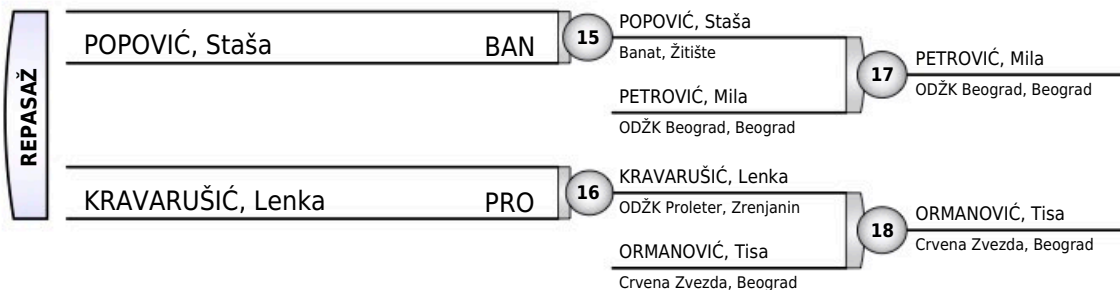 REPASAŽ
POPOVIĆ, Staša BAN
15
POPOVIĆ, Staša
Banat, Žitište
PETROVIĆ, Mila
ODŽK Beograd, Beograd
17
PETROVIĆ, Mila
ODŽK Beograd, Beograd
KRAVARUŠIĆ, Lenka PRO
16
KRAVARUŠIĆ, Lenka
ODŽK Proleter, Zrenjanin
ORMANOVIĆ, Tisa
Crvena Zvezda, Beograd
18
ORMANOVIĆ, Tisa
Crvena Zvezda, Beograd